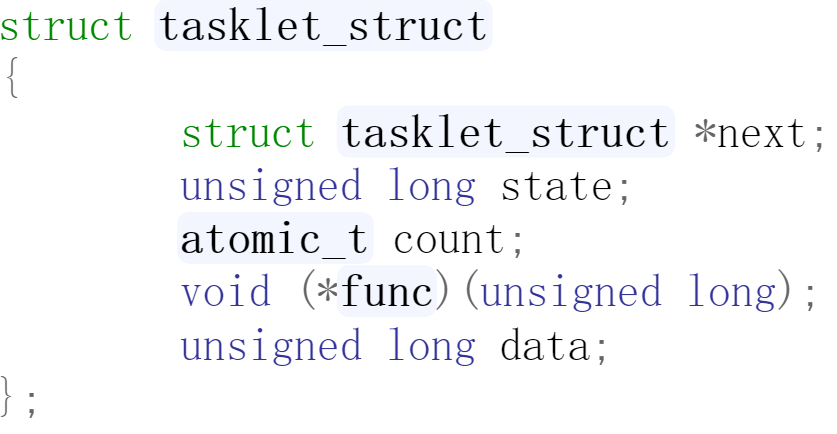 struct tasklet_struct
{
        struct tasklet_struct *next;
        unsigned long state;
        atomic_t count;
        void (*func)(unsigned long);
        unsigned long data;
};